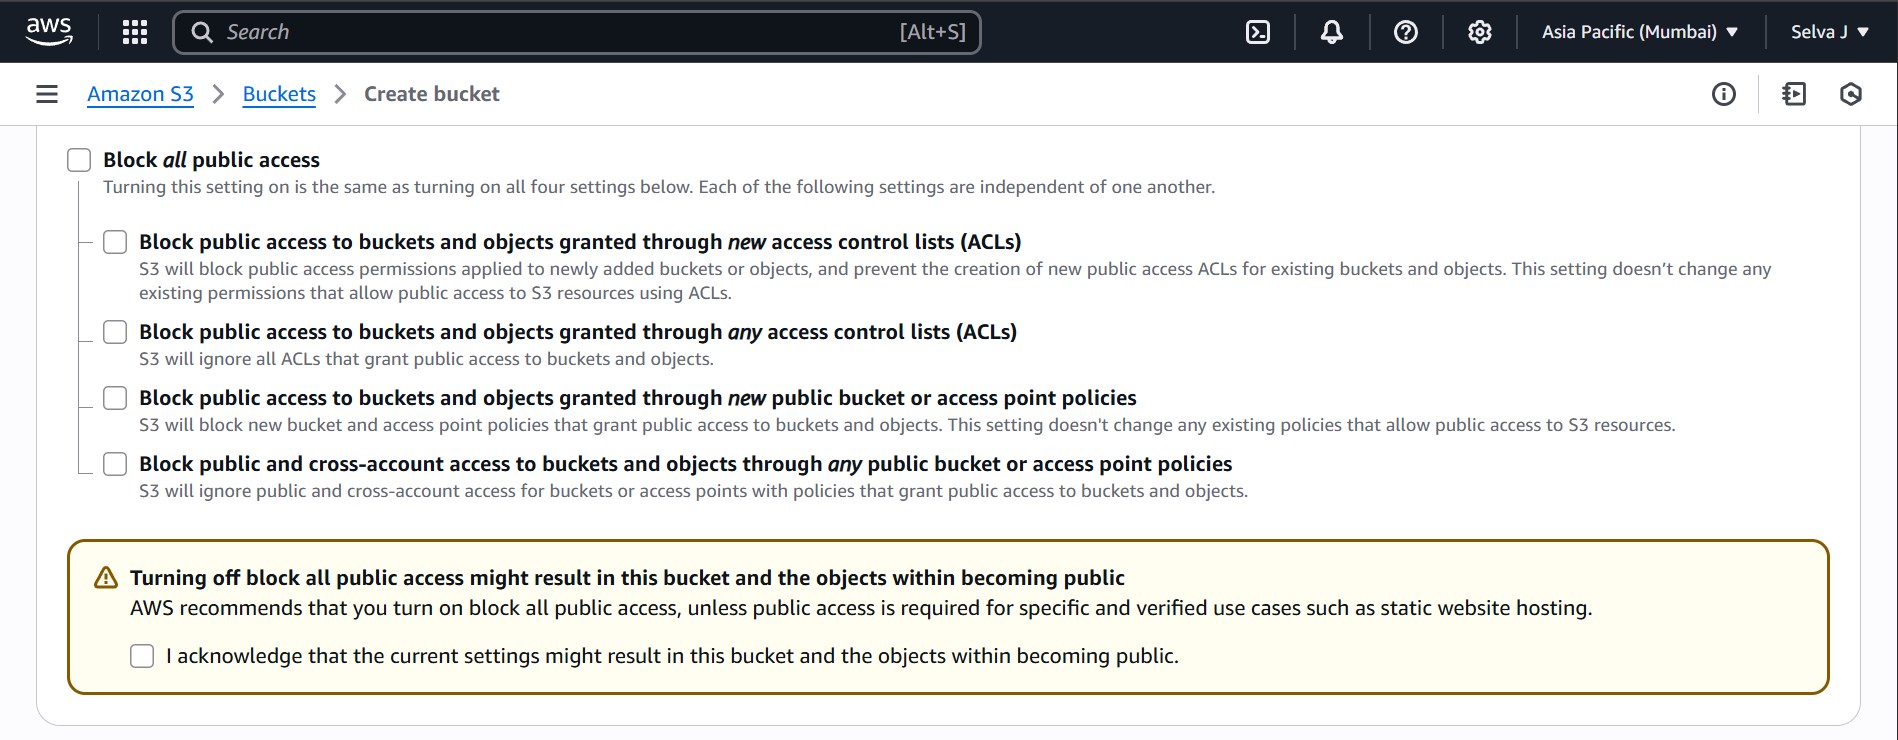 aws
Search [Alt+S]
Asia Pacific (Mumbai)
Selva J
Amazon S3 > Buckets > Create bucket
Block all public access
Turning this setting on is the same as turning on all four settings below. Each of the following settings are independent of one another.
Block public access to buckets and objects granted through new access control lists (ACLs)
S3 will block public access permissions applied to newly added buckets or objects, and prevent the creation of new public access ACLs for existing buckets and objects. This setting doesn’t change any
existing permissions that allow public access to S3 resources using ACLs.
Block public access to buckets and objects granted through any access control lists (ACLs)
S3 will ignore all ACLs that grant public access to buckets and objects.
Block public access to buckets and objects granted through new public bucket or access point policies
S3 will block new bucket and access point policies that grant public access to buckets and objects. This setting doesn't change any existing policies that allow public access to S3 resources.
Block public and cross-account access to buckets and objects through any public bucket or access point policies
S3 will ignore public and cross-account access for buckets or access points with policies that grant public access to buckets and objects.
Turning off block all public access might result in this bucket and the objects within becoming public
AWS recommends that you turn on block all public access, unless public access is required for specific and verified use cases such as static website hosting.
I acknowledge that the current settings might result in this bucket and the objects within becoming public.